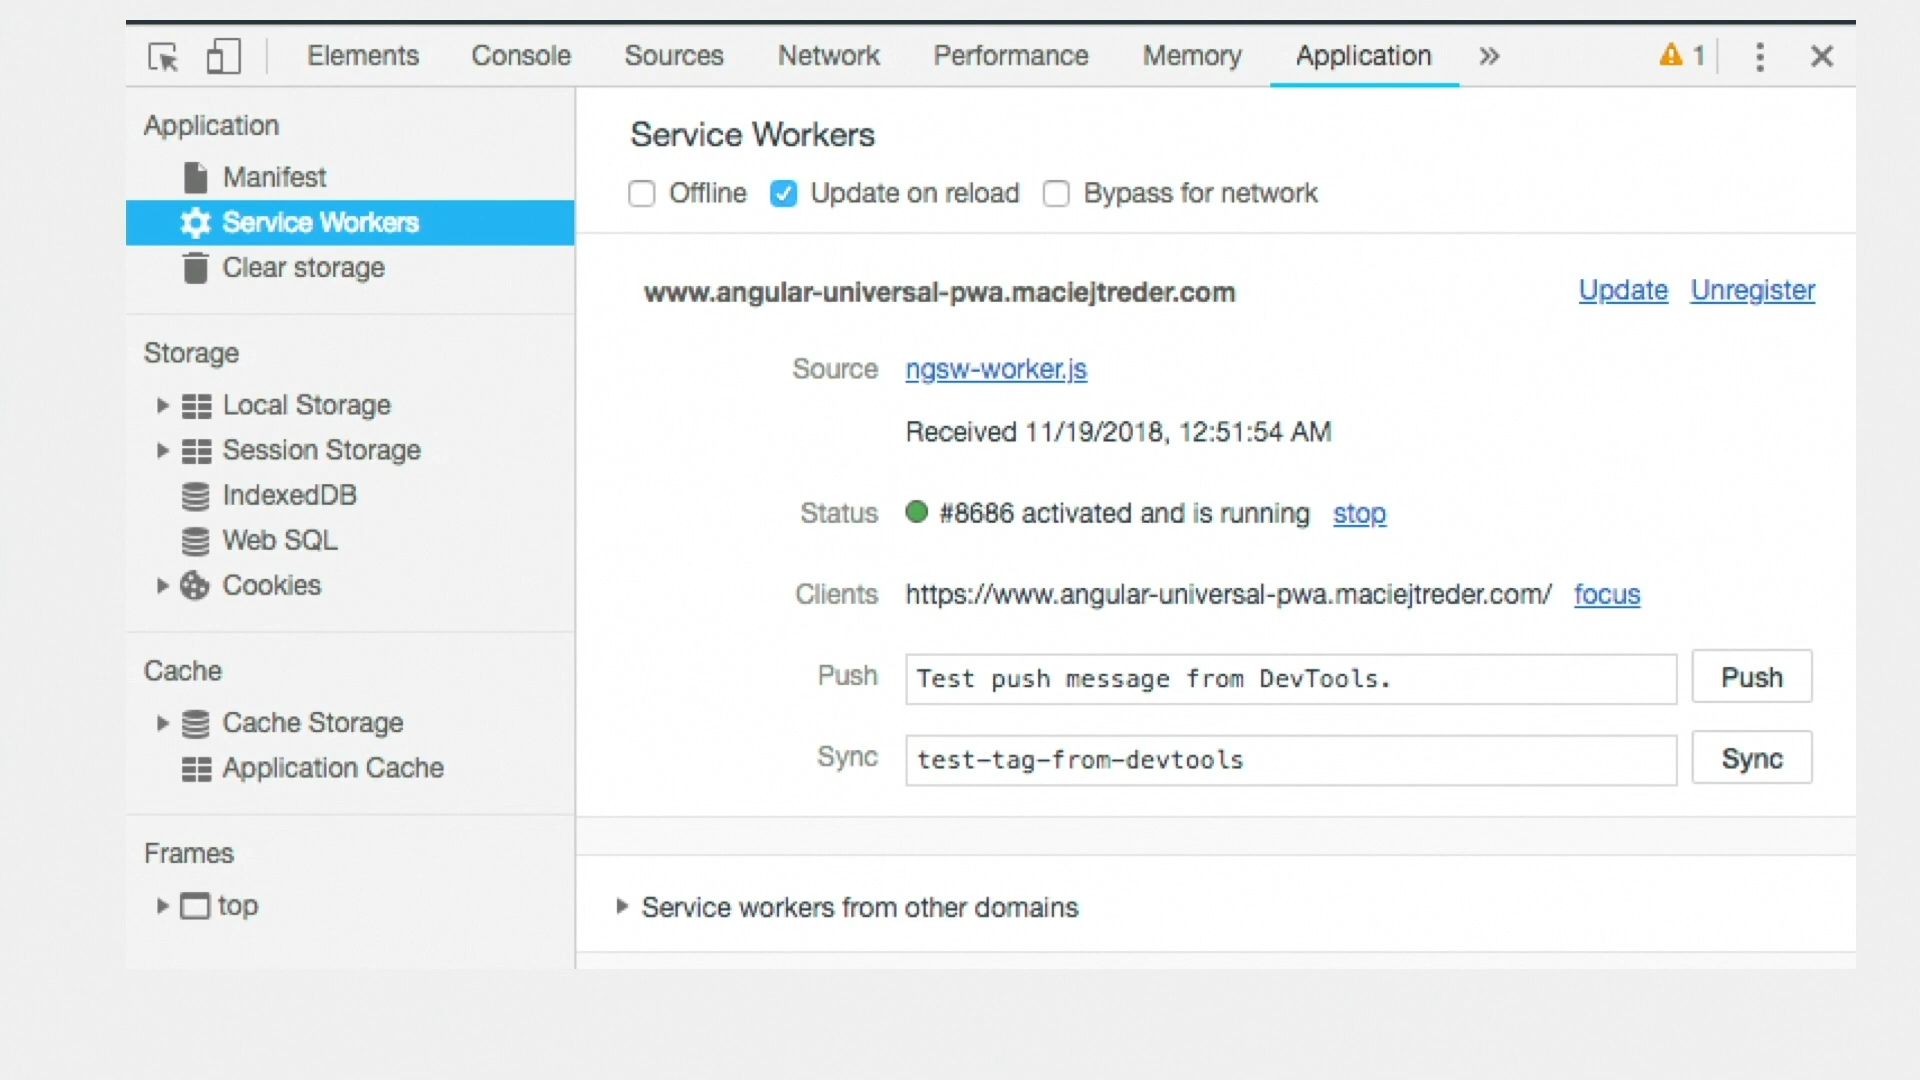 Elements Console Sources Network Performance Memory Application » 1
Application
Manifest
Service Workers
Clear storage
Storage
Local Storage
Session Storage
IndexedDB
Web SQL
Cookies
Cache
Cache Storage
Application Cache
Frames
top
Service Workers
Offline Update on reload Bypass for network
www.angular-universal-pwa.maciejtreder.com Update Unregister
Source ngsw-worker.js
Received 11/19/2018, 12:51:54 AM
Status #8686 activated and is running stop
Clients https://www.angular-universal-pwa.maciejtreder.com/ focus
Push Test push message from DevTools. Push
Sync test-tag-from-devtools Sync
Service workers from other domains